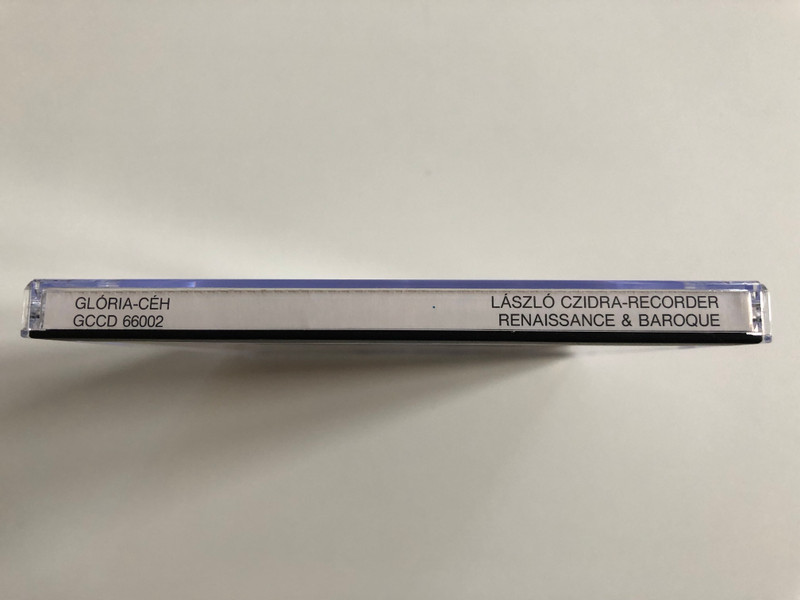 GLÓRIA-CÉH
GCCD 66002
LÁSZLÓ CZIDRA-RECORDER
RENAISSANCE & BAROQUE